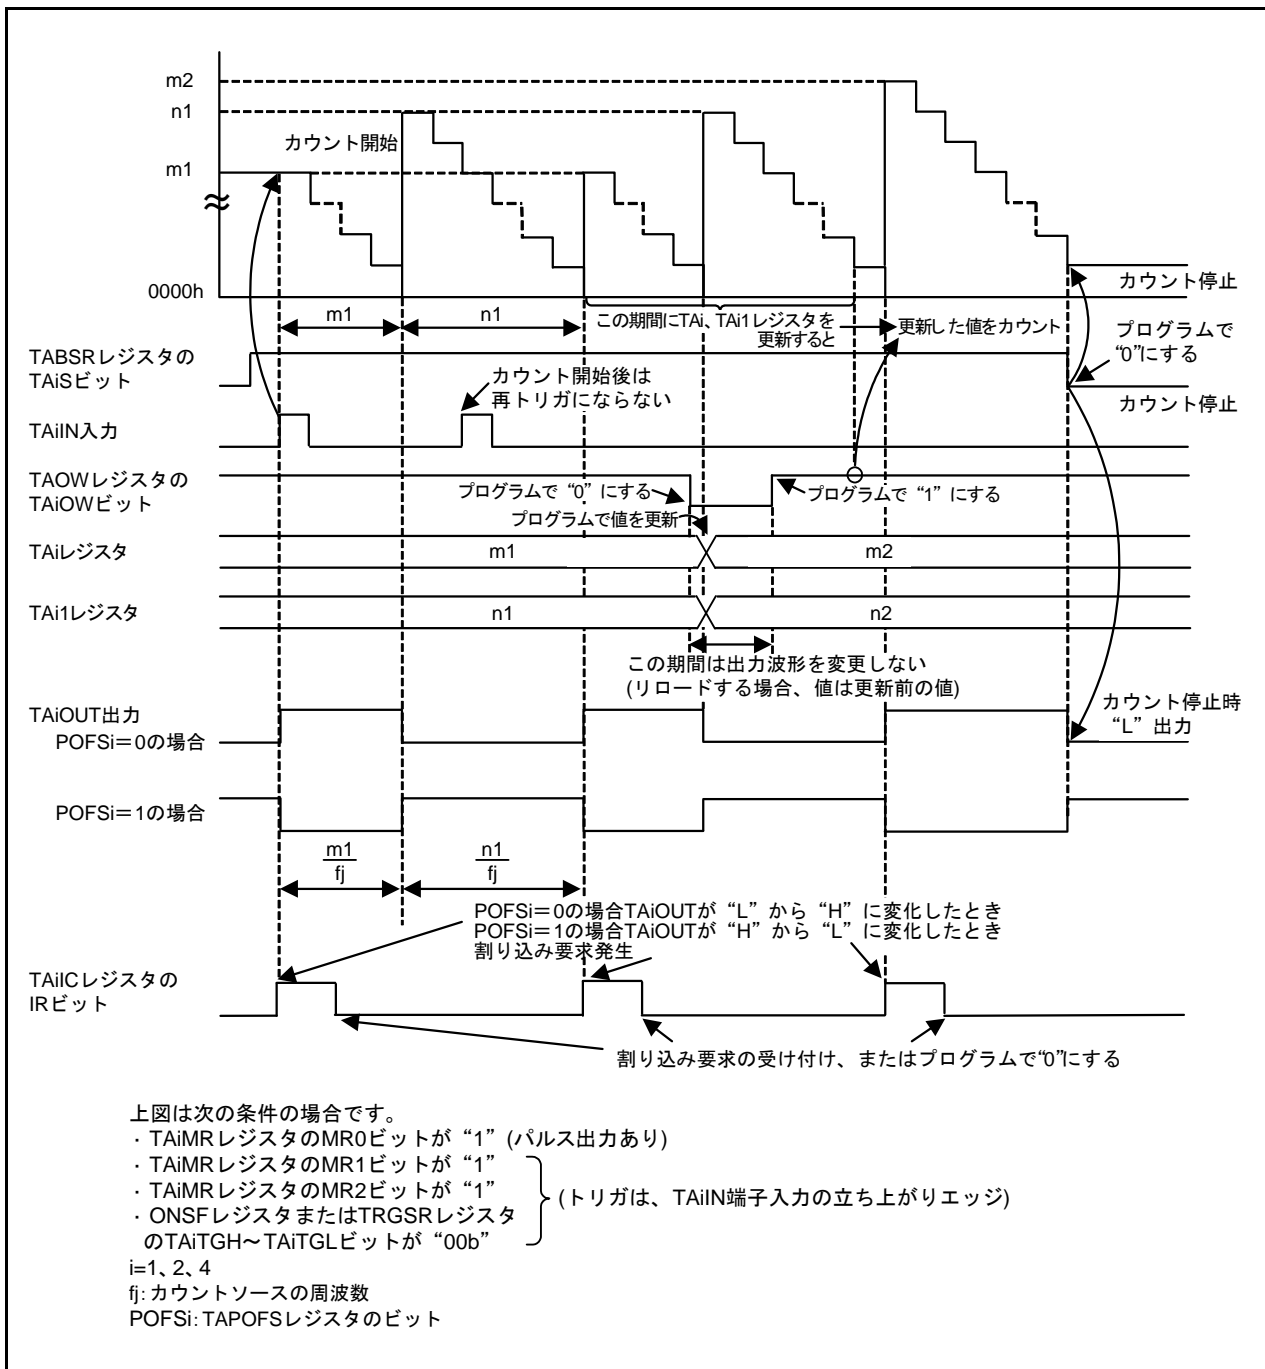 m2
n1
カウント開始
m1
0000h
カウント停止
m1
n1
この期間にTAi、TAi1レジスタを
更新すると
更新した値をカウント
プログラムで
“0”にする
TABSRレジスタの
TAiSビット
カウント開始後は
再トリガにならない
カウント停止
TAiIN入力
TAOWレジスタの
TAiOWビット
プログラムで“0”にする
プログラムで“1”にする
プログラムで値を更新
TAiレジスタ
m1
m2
TAi1レジスタ
n1
n2
この期間は出力波形を変更しない
(リロードする場合、値は更新前の値)
TAiOUT出力
POFSi=0の場合
カウント停止時
“L”出力
POFSi=1の場合
m1
fj
n1
fj
POFSi=0の場合TAiOUTが“L”から“H”に変化したとき
POFSi=1の場合TAiOUTが“H”から“L”に変化したとき
割り込み要求発生
TAiICレジスタの
IRビット
割り込み要求の受け付け、またはプログラムで“0”にする
上図は次の条件の場合です。
・TAiMRレジスタのMR0ビットが“1”(パルス出力あり)
・TAiMRレジスタのMR1ビットが“1”
・TAiMRレジスタのMR2ビットが“1”
(トリガは、TAiIN端子入力の立ち上がりエッジ)
・ONSFレジスタまたはTRGSRレジスタ
のTAiTGH〜TAiTGLビットが“00b”
i=1、2、4
fj:カウントソースの周波数
POFSi:TAPOFSレジスタのビット